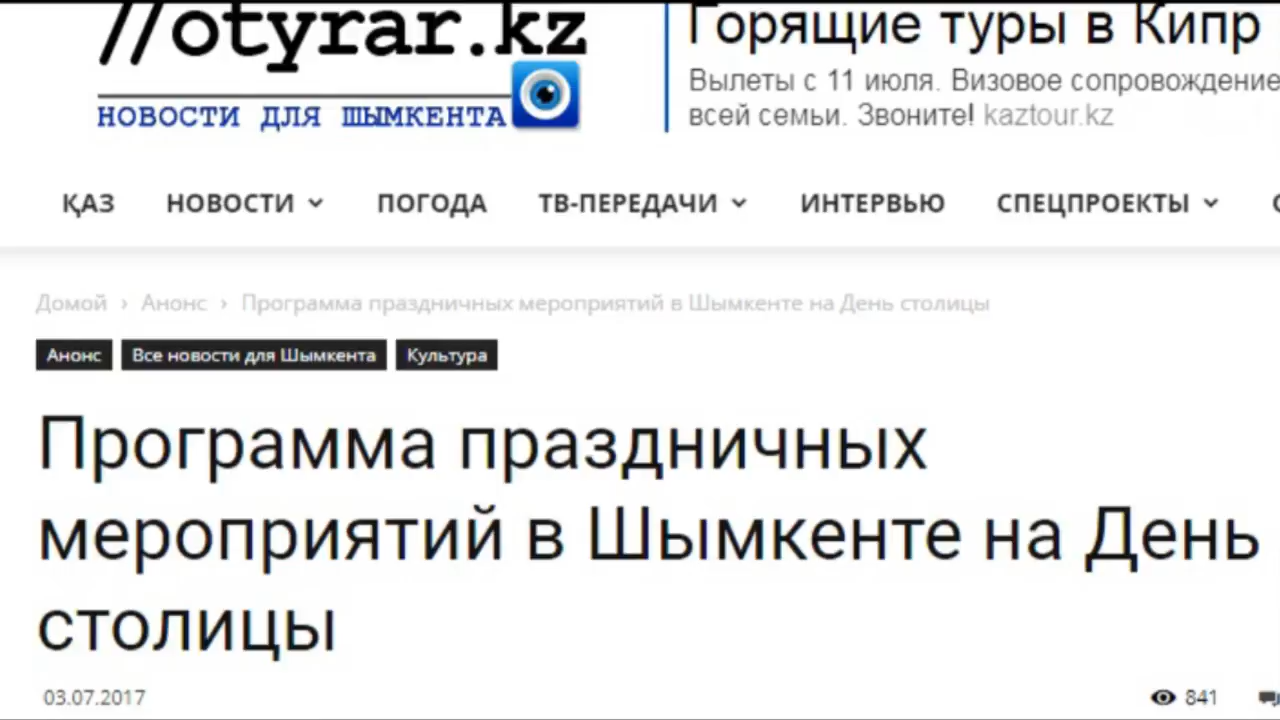 //otyrar.kz
НОВОСТИ ДЛЯ ШЫМКЕНТА
Горящие туры в Кипр
Вылеты с 11 июля. Визовое сопровождение
всей семьи. Звоните! kaztour.kz
ҚАЗ НОВОСТИ ПОГОДА ТВ-ПЕРЕДАЧИ ИНТЕРВЬЮ СПЕЦПРОЕКТЫ
Домой › Анонс › Программа праздничных мероприятий в Шымкенте на День столицы
Анонс Все новости для Шымкента Культура
Программа праздничных
мероприятий в Шымкенте на День
столицы
03.07.2017 841